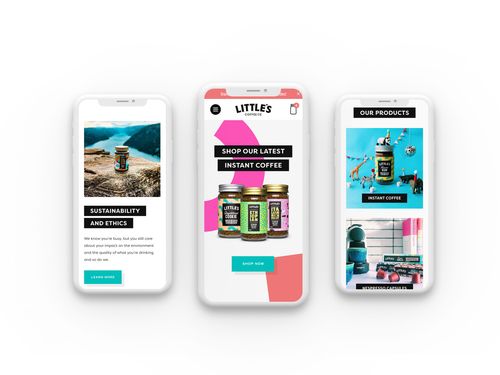 SUSTAINABILITY
AND ETHICS
We know you're busy, but you still care
about your impact on the environment
and the quality of what you're drinking,
and so do we.
LEARN MORE
LITTLE'S
COFFEE CO
SHOP OUR LATEST
INSTANT COFFEE
LITTLE'S
SHOP NOW
OUR PRODUCTS
INSTANT COFFEE
NESPRESSO CAPSULES